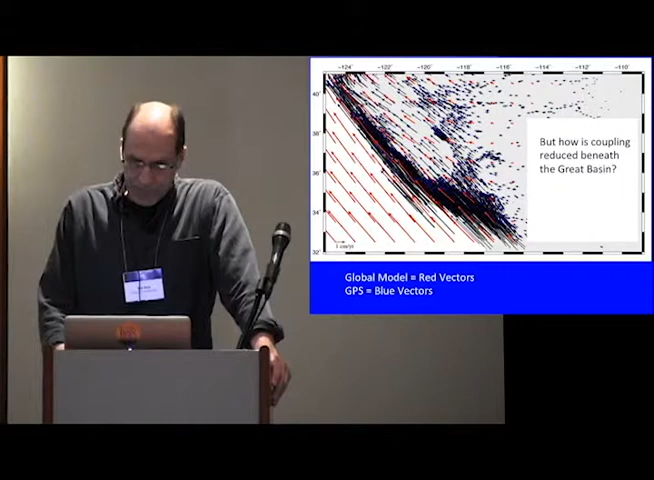 -124° -122° -120° -118° -116° -114° -112° -110°
40°
38°
But how is coupling
reduced beneath
the Great Basin?
36°
34°
32°
1 cm/yr
Global Model = Red Vectors
GPS = Blue Vectors